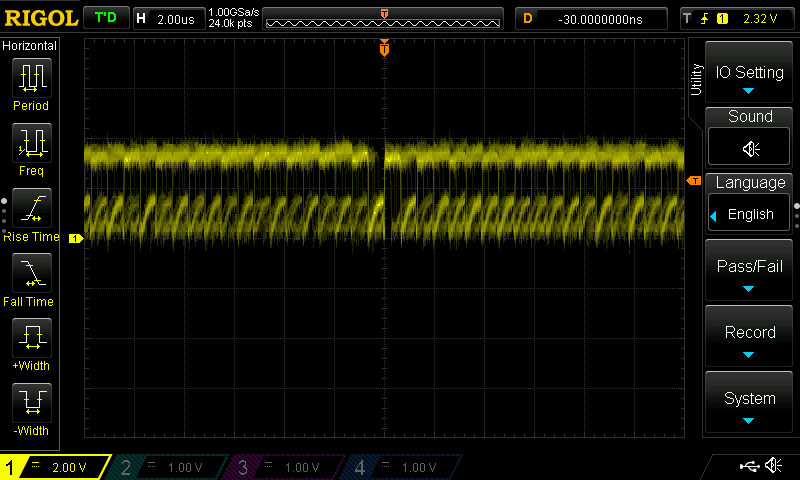 RIGOL T'D H 2.00us 1.00GSa/s 24.0k pts T D -30.0000000ns T 1 2.32 V
Horizontal
Period
Freq
Rise Time
Fall Time
+Width
-Width
T
T
1
Utility
IO Setting
Sound
Language
English
Pass/Fail
Record
System
1 2.00 V 2 1.00 V 3 1.00 V 4 1.00 V